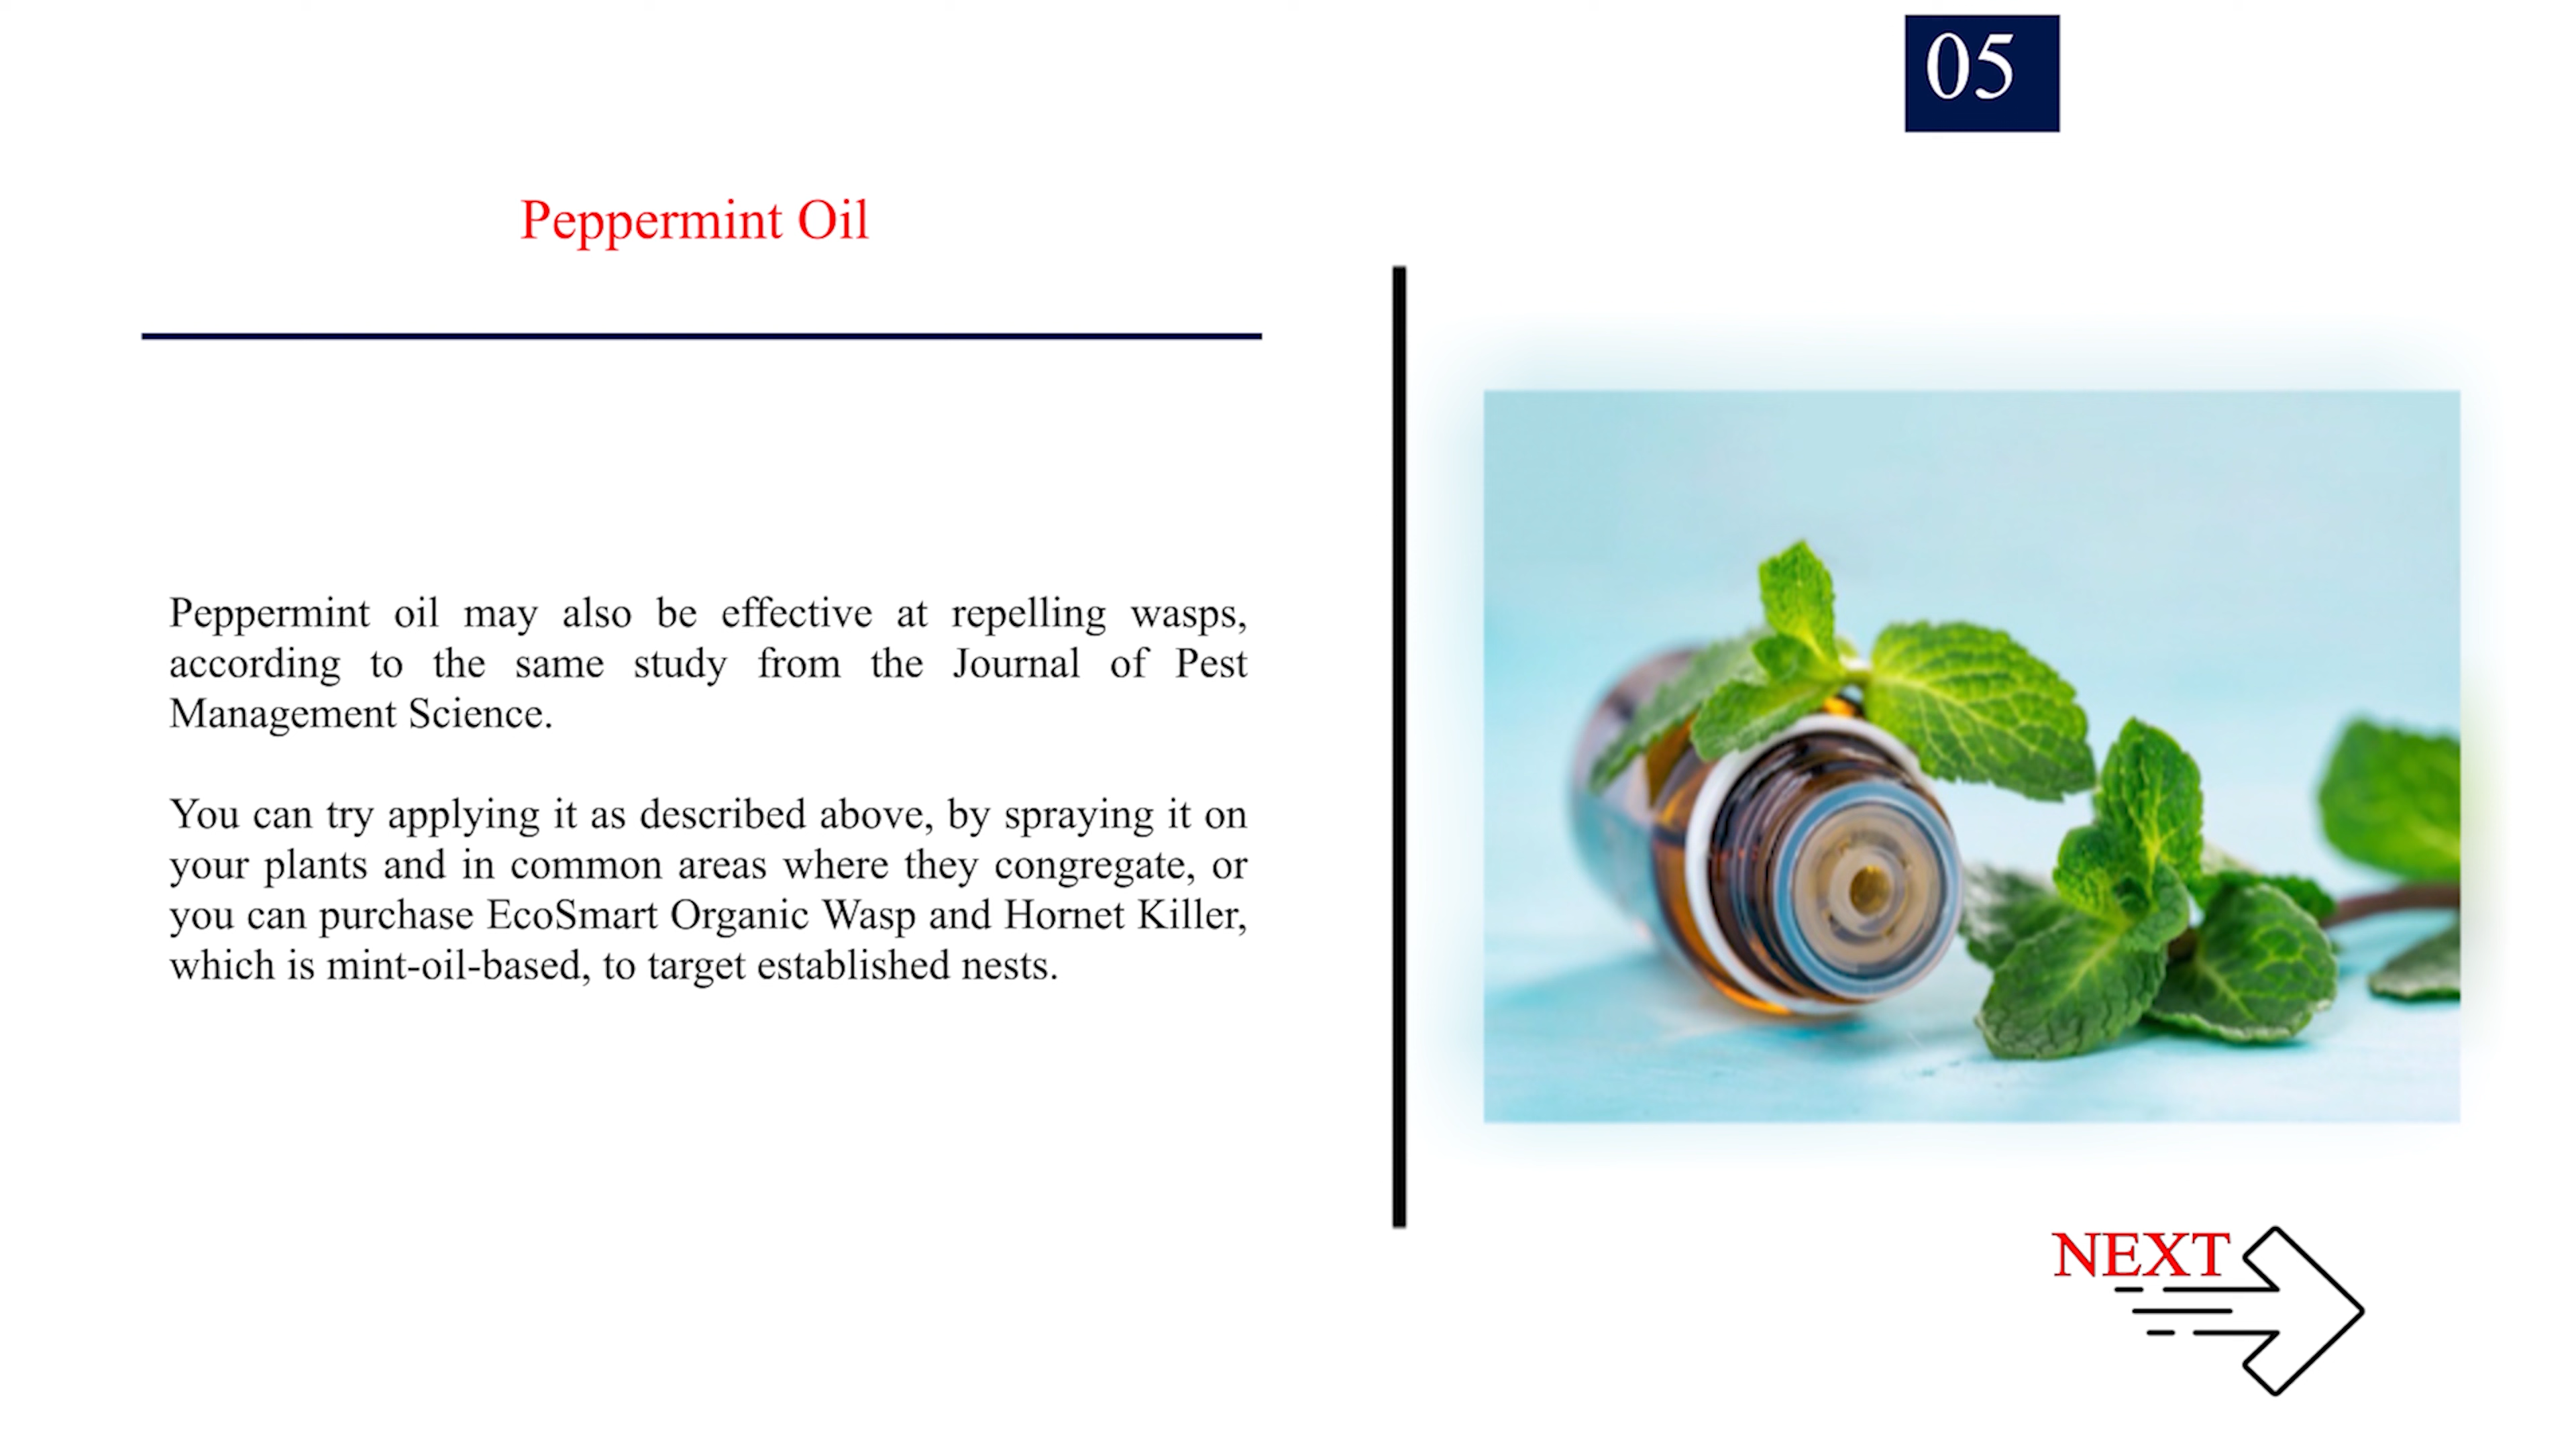 05
Peppermint Oil
Peppermint oil may also be effective at repelling wasps,
according to the same study from the Journal of Pest
Management Science.
You can try applying it as described above, by spraying it on
your plants and in common areas where they congregate, or
you can purchase EcoSmart Organic Wasp and Hornet Killer,
which is mint-oil-based, to target established nests.
NEXT